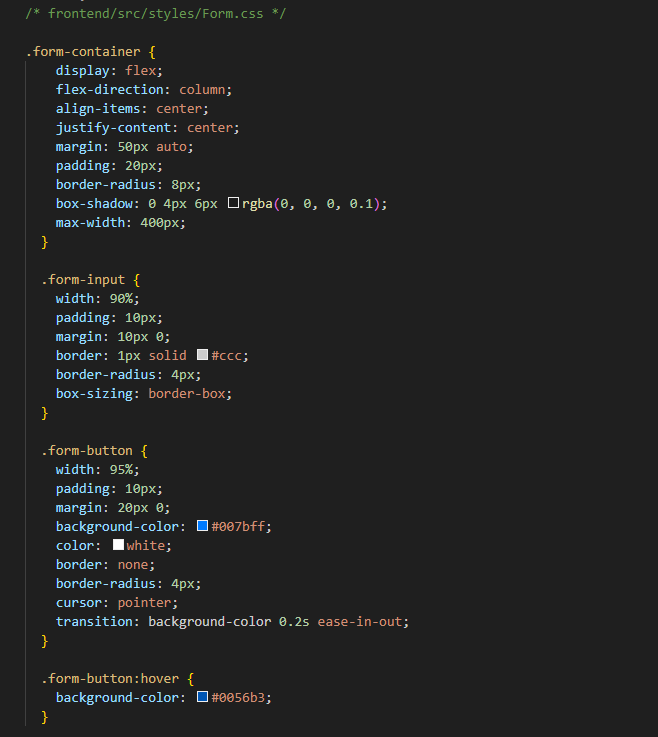 /* frontend/src/styles/Form.css */
.form-container {
display: flex;
flex-direction: column;
align-items: center;
justify-content: center;
margin: 50px auto;
padding: 20px;
border-radius: 8px;
box-shadow: 0 4px 6px rgba(0, 0, 0, 0.1);
max-width: 400px;
}
.form-input {
width: 90%;
padding: 10px;
margin: 10px 0;
border: 1px solid #ccc;
border-radius: 4px;
box-sizing: border-box;
}
.form-button {
width: 95%;
padding: 10px;
margin: 20px 0;
background-color: #007bff;
color: white;
border: none;
border-radius: 4px;
cursor: pointer;
transition: background-color 0.2s ease-in-out;
}
.form-button:hover {
background-color: #0056b3;
}